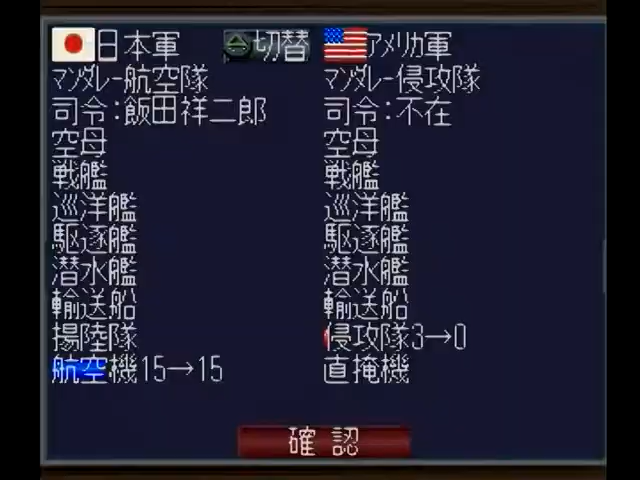 日本軍 切替 アメリカ軍
マンダレー航空隊 マンダレー侵攻隊
司令:飯田祥二郎 司令:不在
空母 空母
戦艦 戦艦
巡洋艦 巡洋艦
駆逐艦 駆逐艦
潜水艦 潜水艦
輸送船 輸送船
揚陸隊 侵攻隊3→0
航空機15→15 直掩機
確認